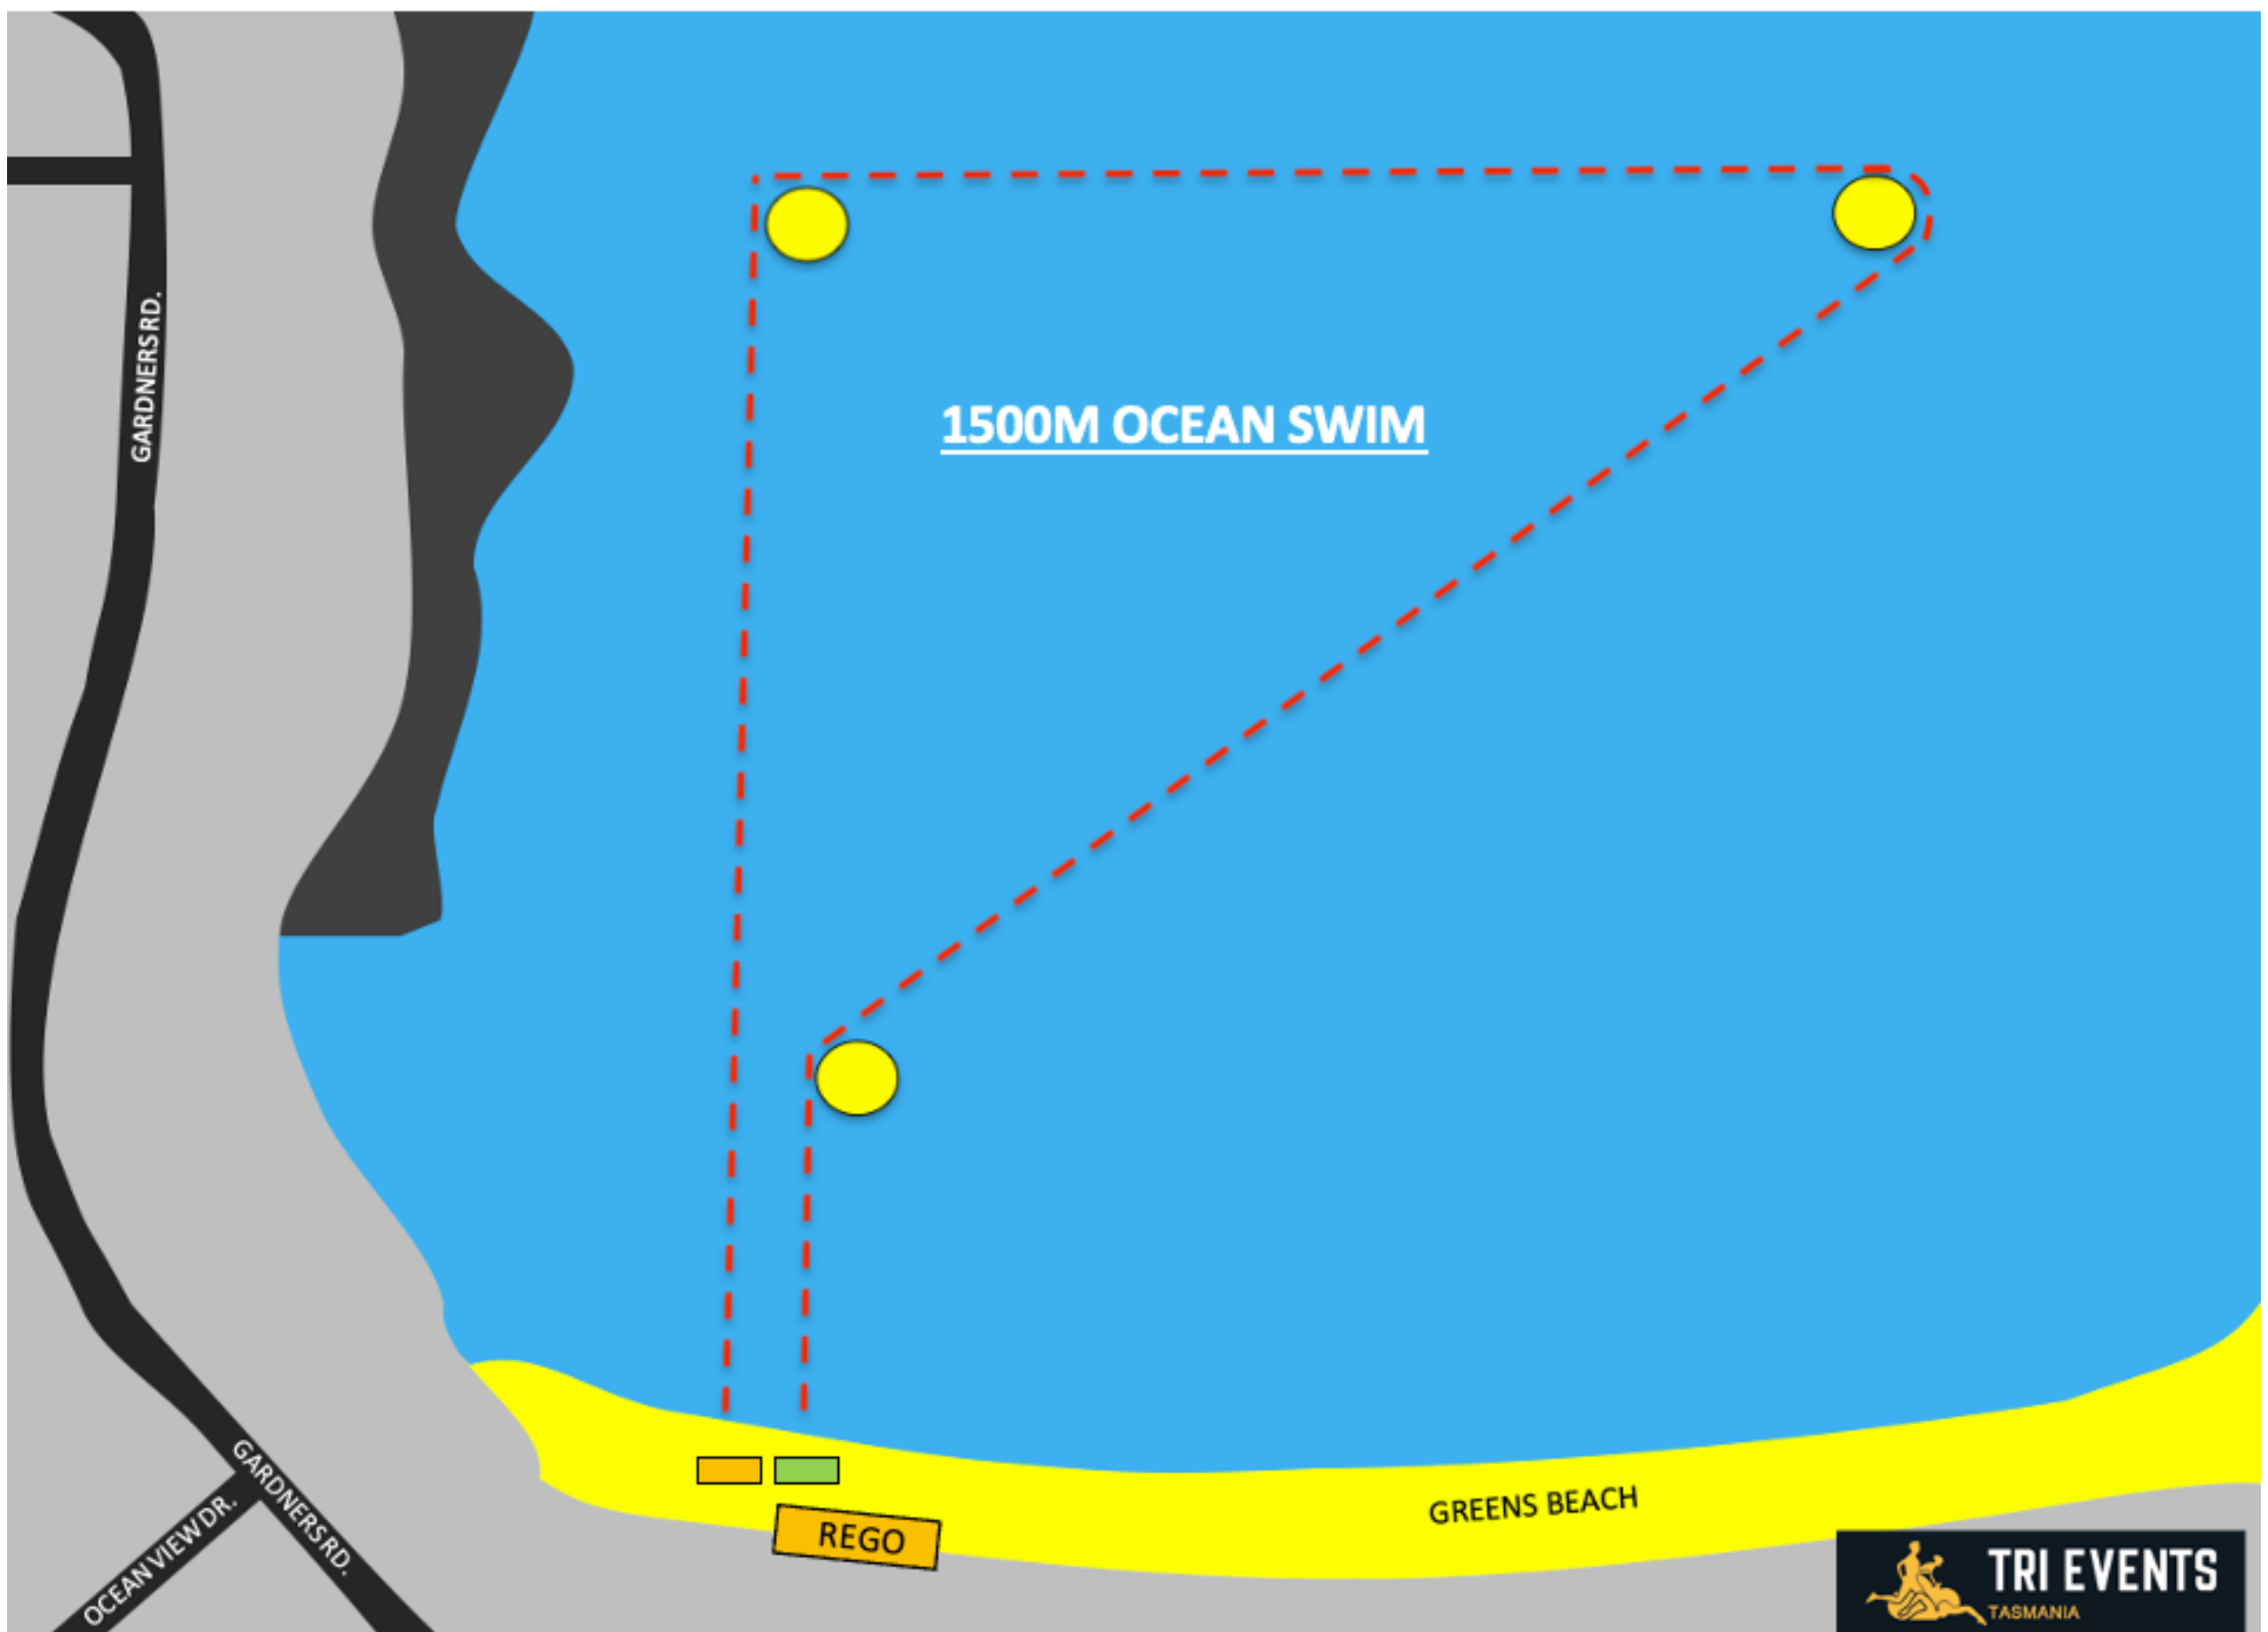 GARDNERS RD.
1500M OCEAN SWIM
GARDNERS RD.
OCEAN VIEW DR.
REGO
GREENS BEACH
TRI EVENTS
TASMANIA